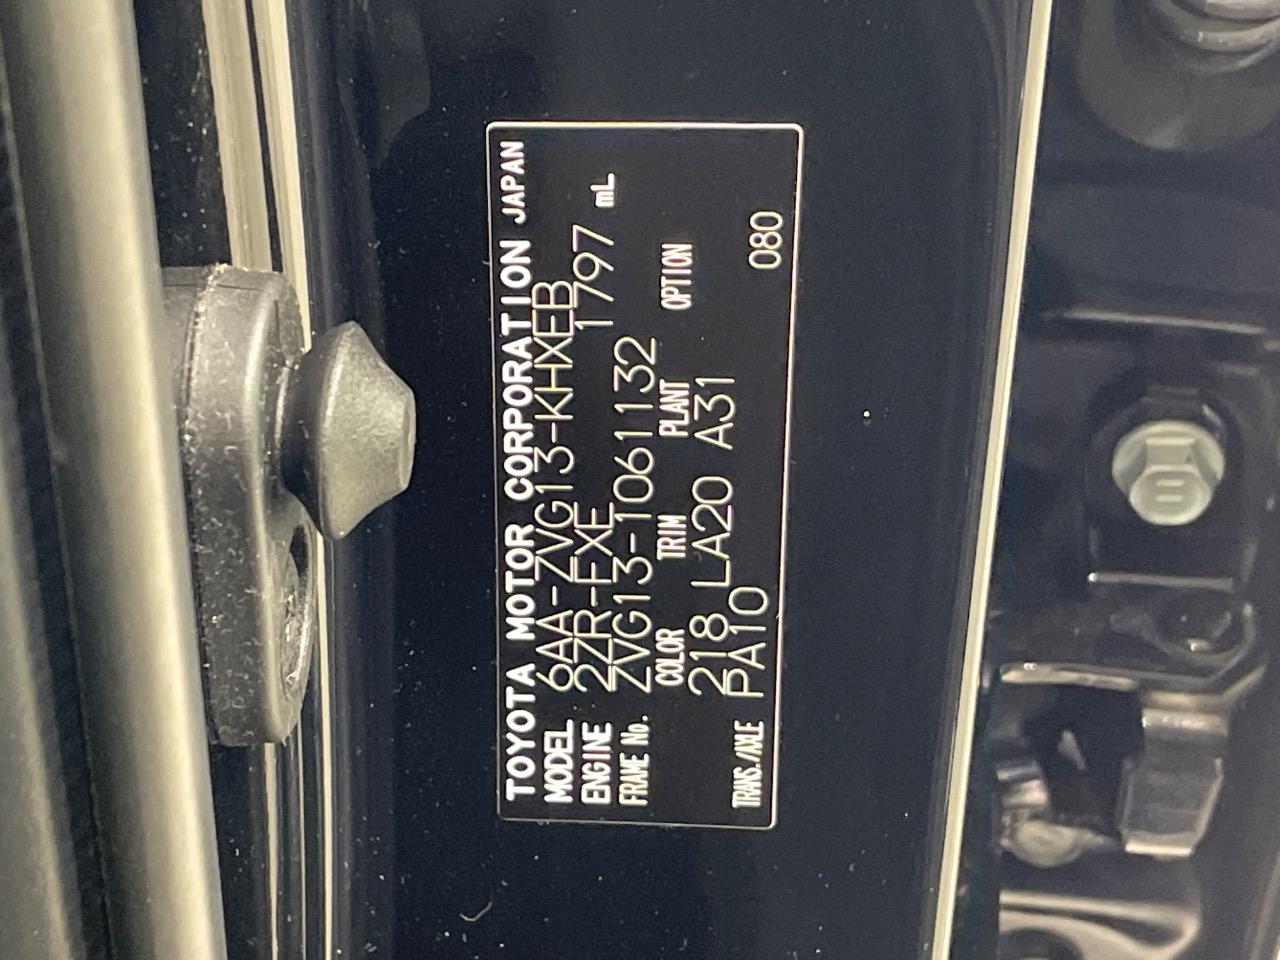 TOYOTA MOTOR CORPORATION JAPAN
MODEL 6AA-ZVG13-KHXEB
ENGINE 2ZR-FXE 1797 mL
FRAME No. ZVG13-1061132
COLOR TRIM PLANT OPTION
218 LA20 A31
TRANS./AXLE PA10 080